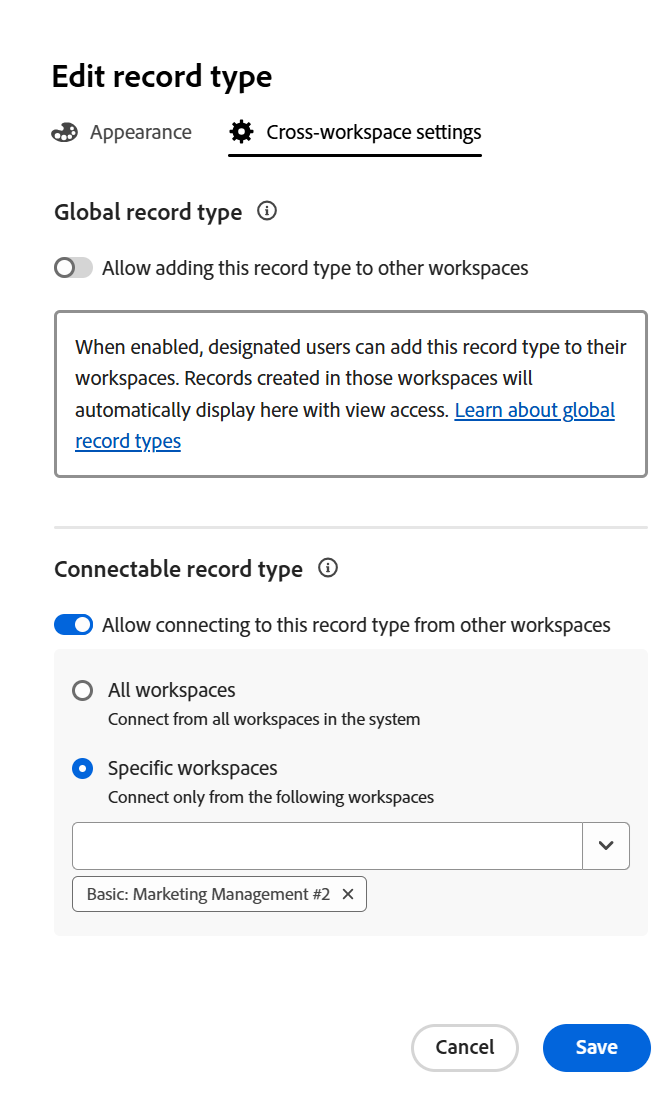 Edit record type
Appearance
Cross-workspace settings
Global record type
Allow adding this record type to other workspaces
When enabled, designated users can add this record type to their
workspaces. Records created in those workspaces will
automatically display here with view access. Learn about global
record types
Connectable record type
Allow connecting to this record type from other workspaces
All workspaces
Connect from all workspaces in the system
Specific workspaces
Connect only from the following workspaces
Basic: Marketing Management #2
Cancel
Save